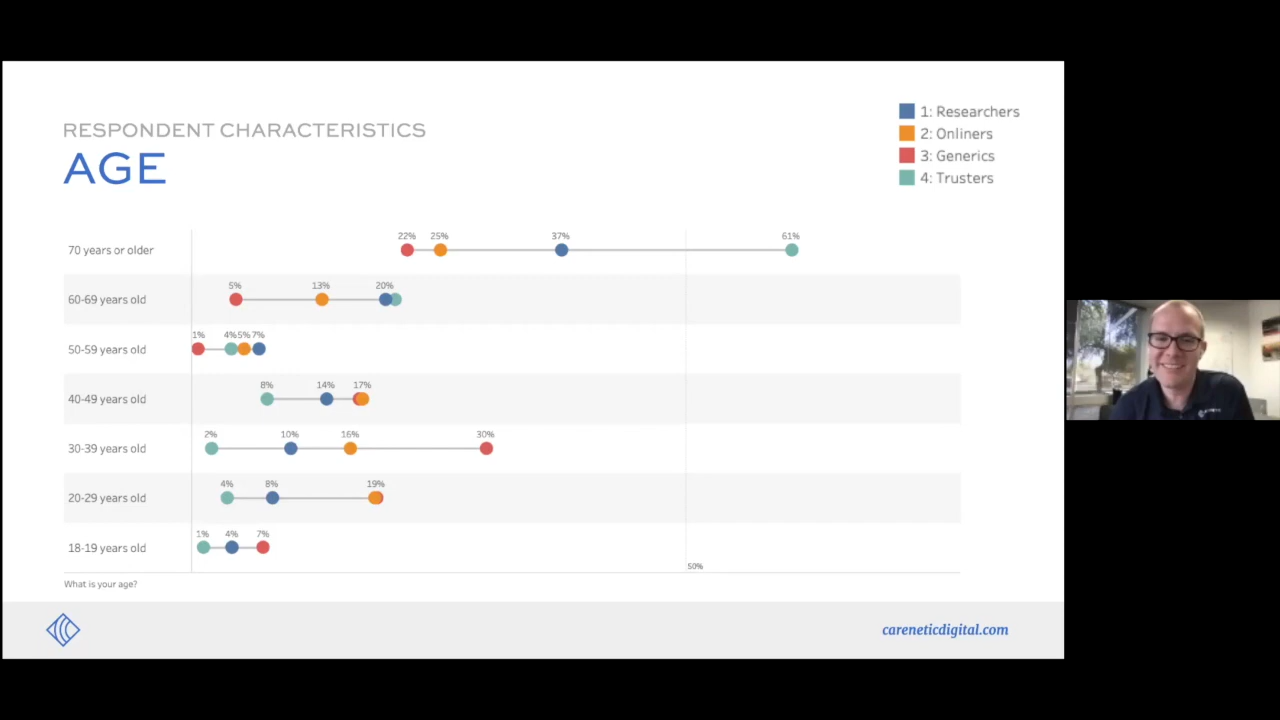 RESPONDENT CHARACTERISTICS
AGE
1: Researchers
2: Onliners
3: Generics
4: Trusters
22% 25% 37% 61%
70 years or older
5% 13% 20%
60-69 years old
1% 4% 5% 7%
50-59 years old
8% 14% 17%
40-49 years old
2% 10% 16% 30%
30-39 years old
4% 8% 19%
20-29 years old
1% 4% 7%
18-19 years old
50%
What is your age?
careneticdigital.com